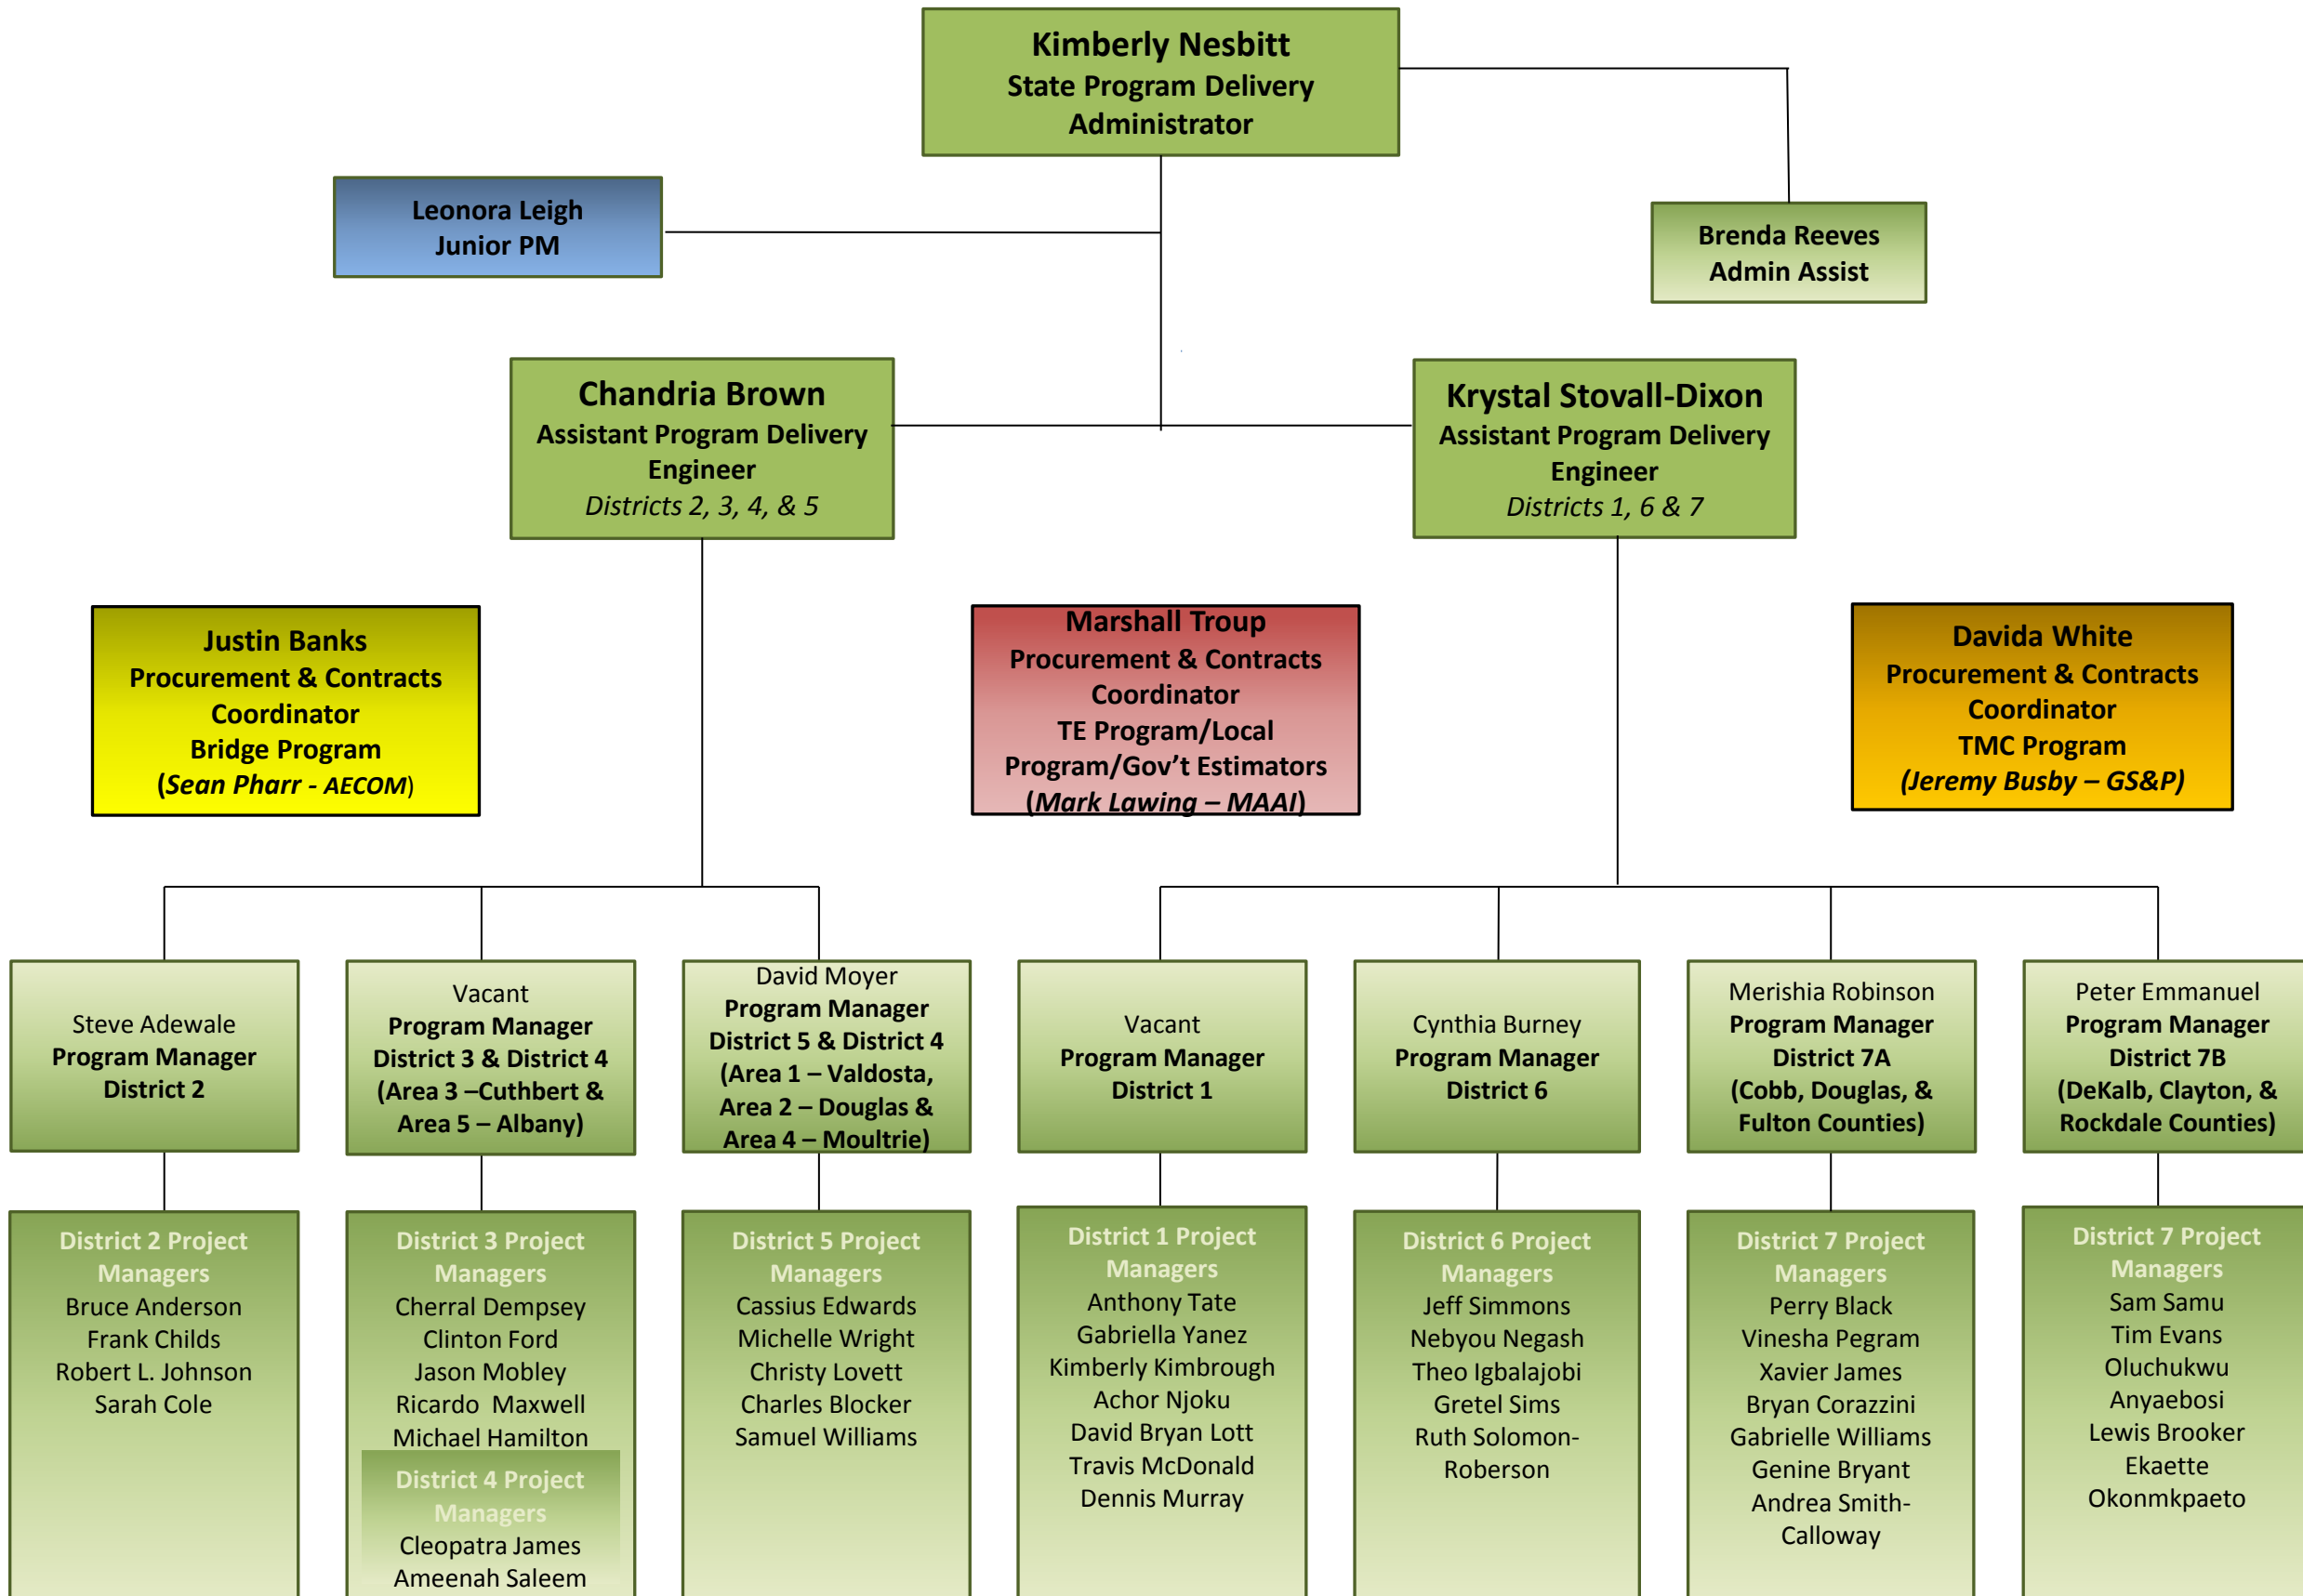 Kimberly Nesbitt
State Program Delivery
Administrator
Leonora Leigh
Junior PM
Brenda Reeves
Admin Assist
Chandria Brown
Assistant Program Delivery
Engineer
Districts 2, 3, 4, & 5
Krystal Stovall-Dixon
Assistant Program Delivery
Engineer
Districts 1, 6 & 7
Justin Banks
Procurement & Contracts
Coordinator
Bridge Program
(Sean Pharr - AECOM)
Marshall Troup
Procurement & Contracts
Coordinator
TE Program/Local
Program/Gov’t Estimators
(Mark Lawing – MAAI)
Davida White
Procurement & Contracts
Coordinator
TMC Program
(Jeremy Busby – GS&P)
Steve Adewale
Program Manager
District 2
Vacant
Program Manager
District 3 & District 4
(Area 3 –Cuthbert &
Area 5 – Albany)
David Moyer
Program Manager
District 5 & District 4
(Area 1 – Valdosta,
Area 2 – Douglas &
Area 4 – Moultrie)
Vacant
Program Manager
District 1
Cynthia Burney
Program Manager
District 6
Merishia Robinson
Program Manager
District 7A
(Cobb, Douglas, &
Fulton Counties)
Peter Emmanuel
Program Manager
District 7B
(DeKalb, Clayton, &
Rockdale Counties)
District 2 Project
Managers
Bruce Anderson
Frank Childs
Robert L. Johnson
Sarah Cole
District 3 Project
Managers
Cherral Dempsey
Clinton Ford
Jason Mobley
Ricardo  Maxwell
Michael Hamilton
District 4 Project
Managers
Cleopatra James
Ameenah Saleem
District 5 Project
Managers
Cassius Edwards
Michelle Wright
Christy Lovett
Charles Blocker
Samuel Williams
District 1 Project
Managers
Anthony Tate
Gabriella Yanez
Kimberly Kimbrough
Achor Njoku
David Bryan Lott
Travis McDonald
Dennis Murray
District 6 Project
Managers
Jeff Simmons
Nebyou Negash
Theo Igbalajobi
Gretel Sims
Ruth Solomon-
Roberson
District 7 Project
Managers
Perry Black
Vinesha Pegram
Xavier James
Bryan Corazzini
Gabrielle Williams
Genine Bryant
Andrea Smith-
Calloway
District 7 Project
Managers
Sam Samu
Tim Evans
Oluchukwu
Anyaebosi
Lewis Brooker
Ekaette
Okonmkpaeto